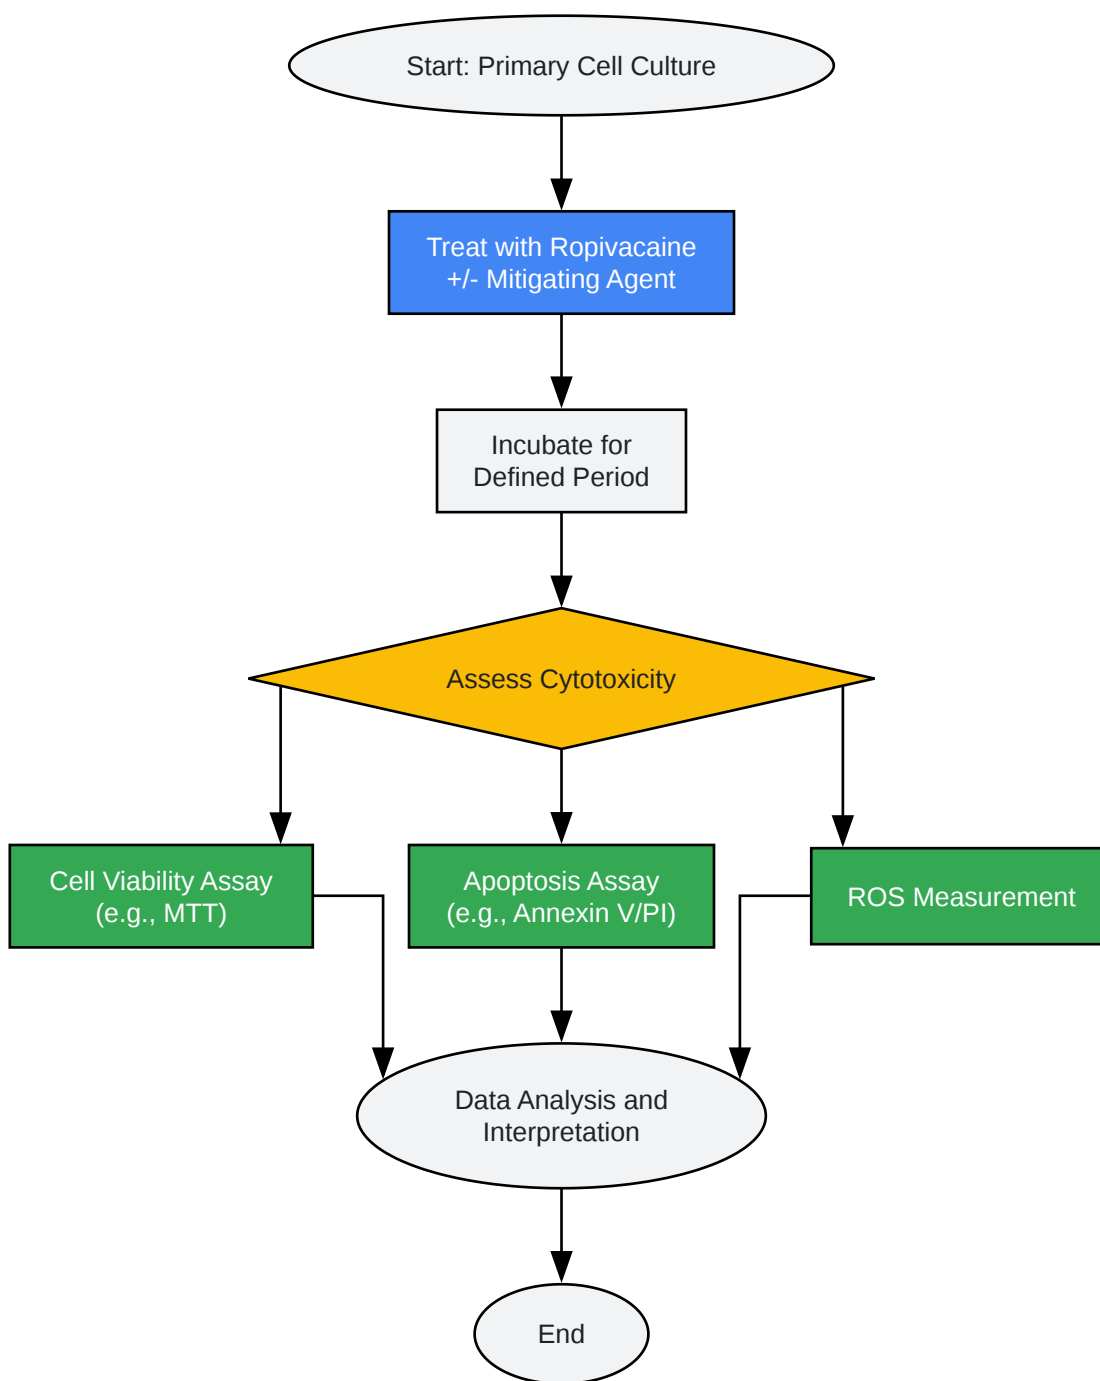 Start: Primary Cell Culture
Treat with Ropivacaine
+/- Mitigating Agent
Incubate for
Defined Period
Assess Cytotoxicity
Cell Viability Assay
(e.g., MTT)
Apoptosis Assay
(e.g., Annexin V/PI)
ROS Measurement
Data Analysis and
Interpretation
End